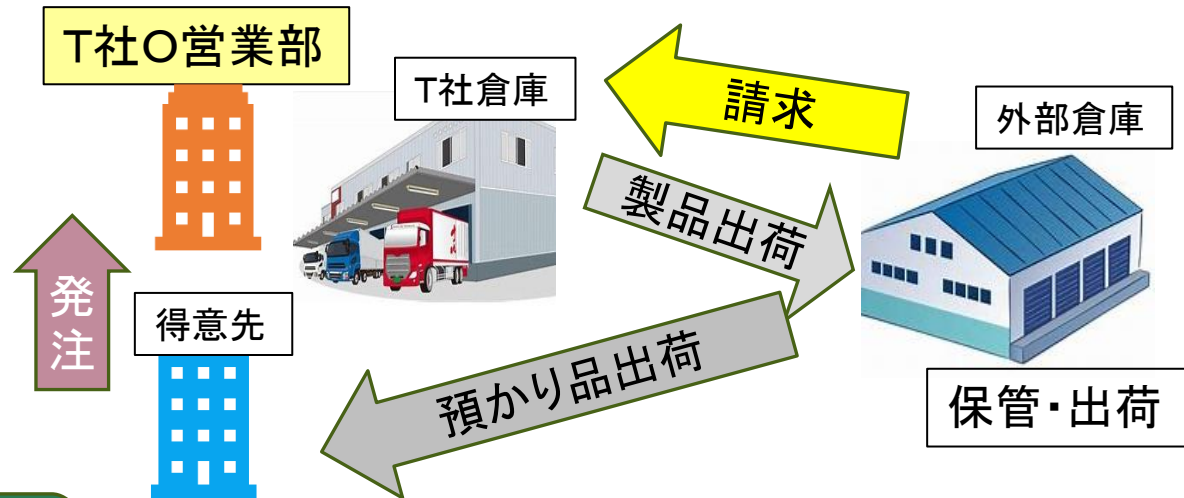 T社O営業部
T社倉庫
請求
外部倉庫
製品出荷
発注
得意先
預かり品出荷
保管・出荷